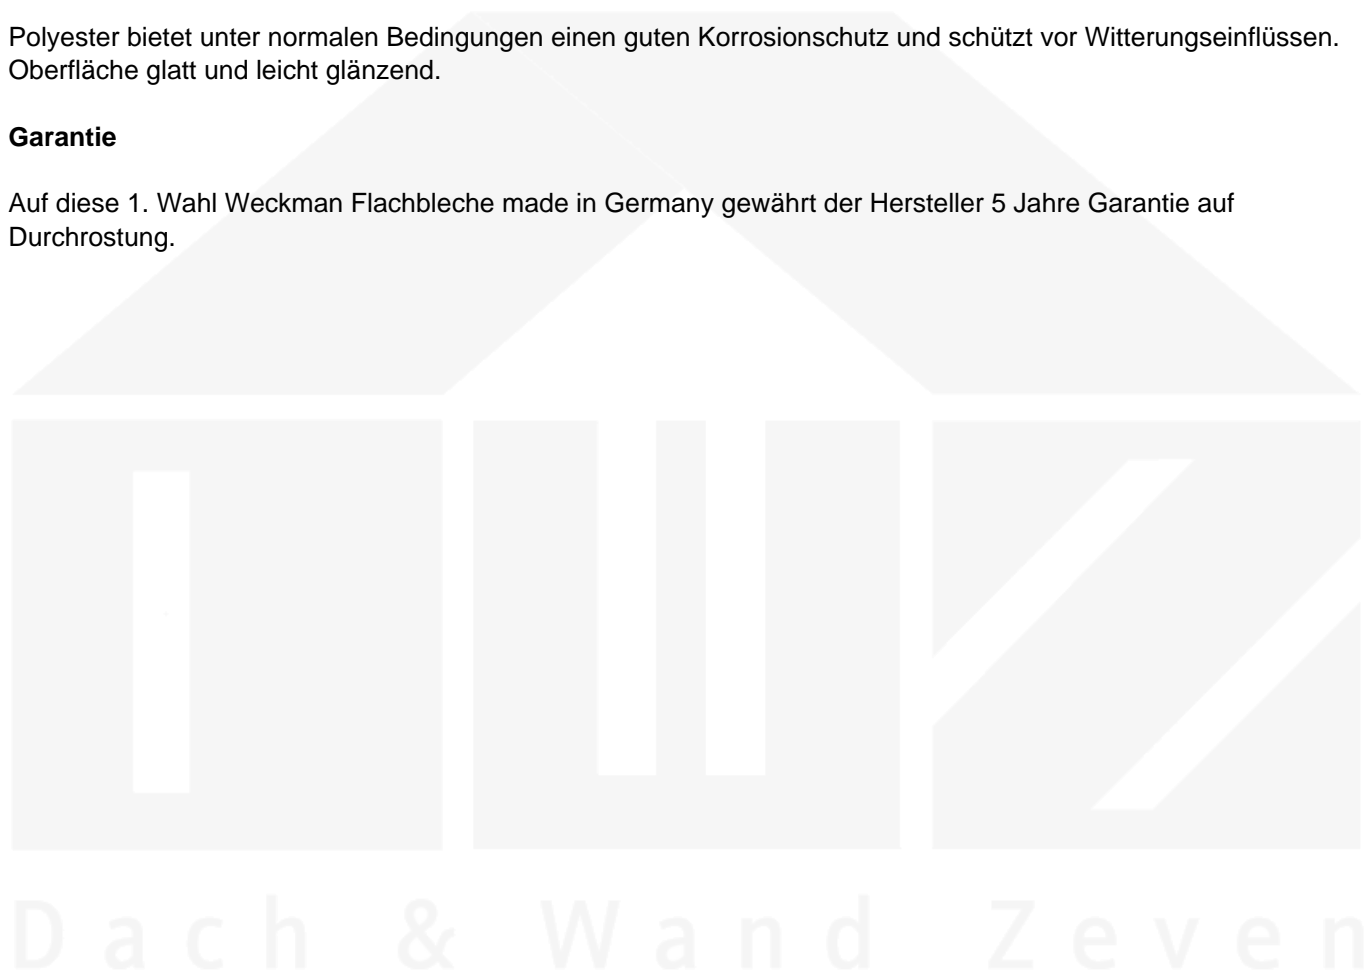 Polyester bietet unter normalen Bedingungen einen guten Korrosionschutz und schützt vor Witterungseinflüssen.
Oberfläche glatt und leicht glänzend.
Garantie
Auf diese 1. Wahl Weckman Flachbleche made in Germany gewährt der Hersteller 5 Jahre Garantie auf
Durchrostung.
Dach & Wand Zeven